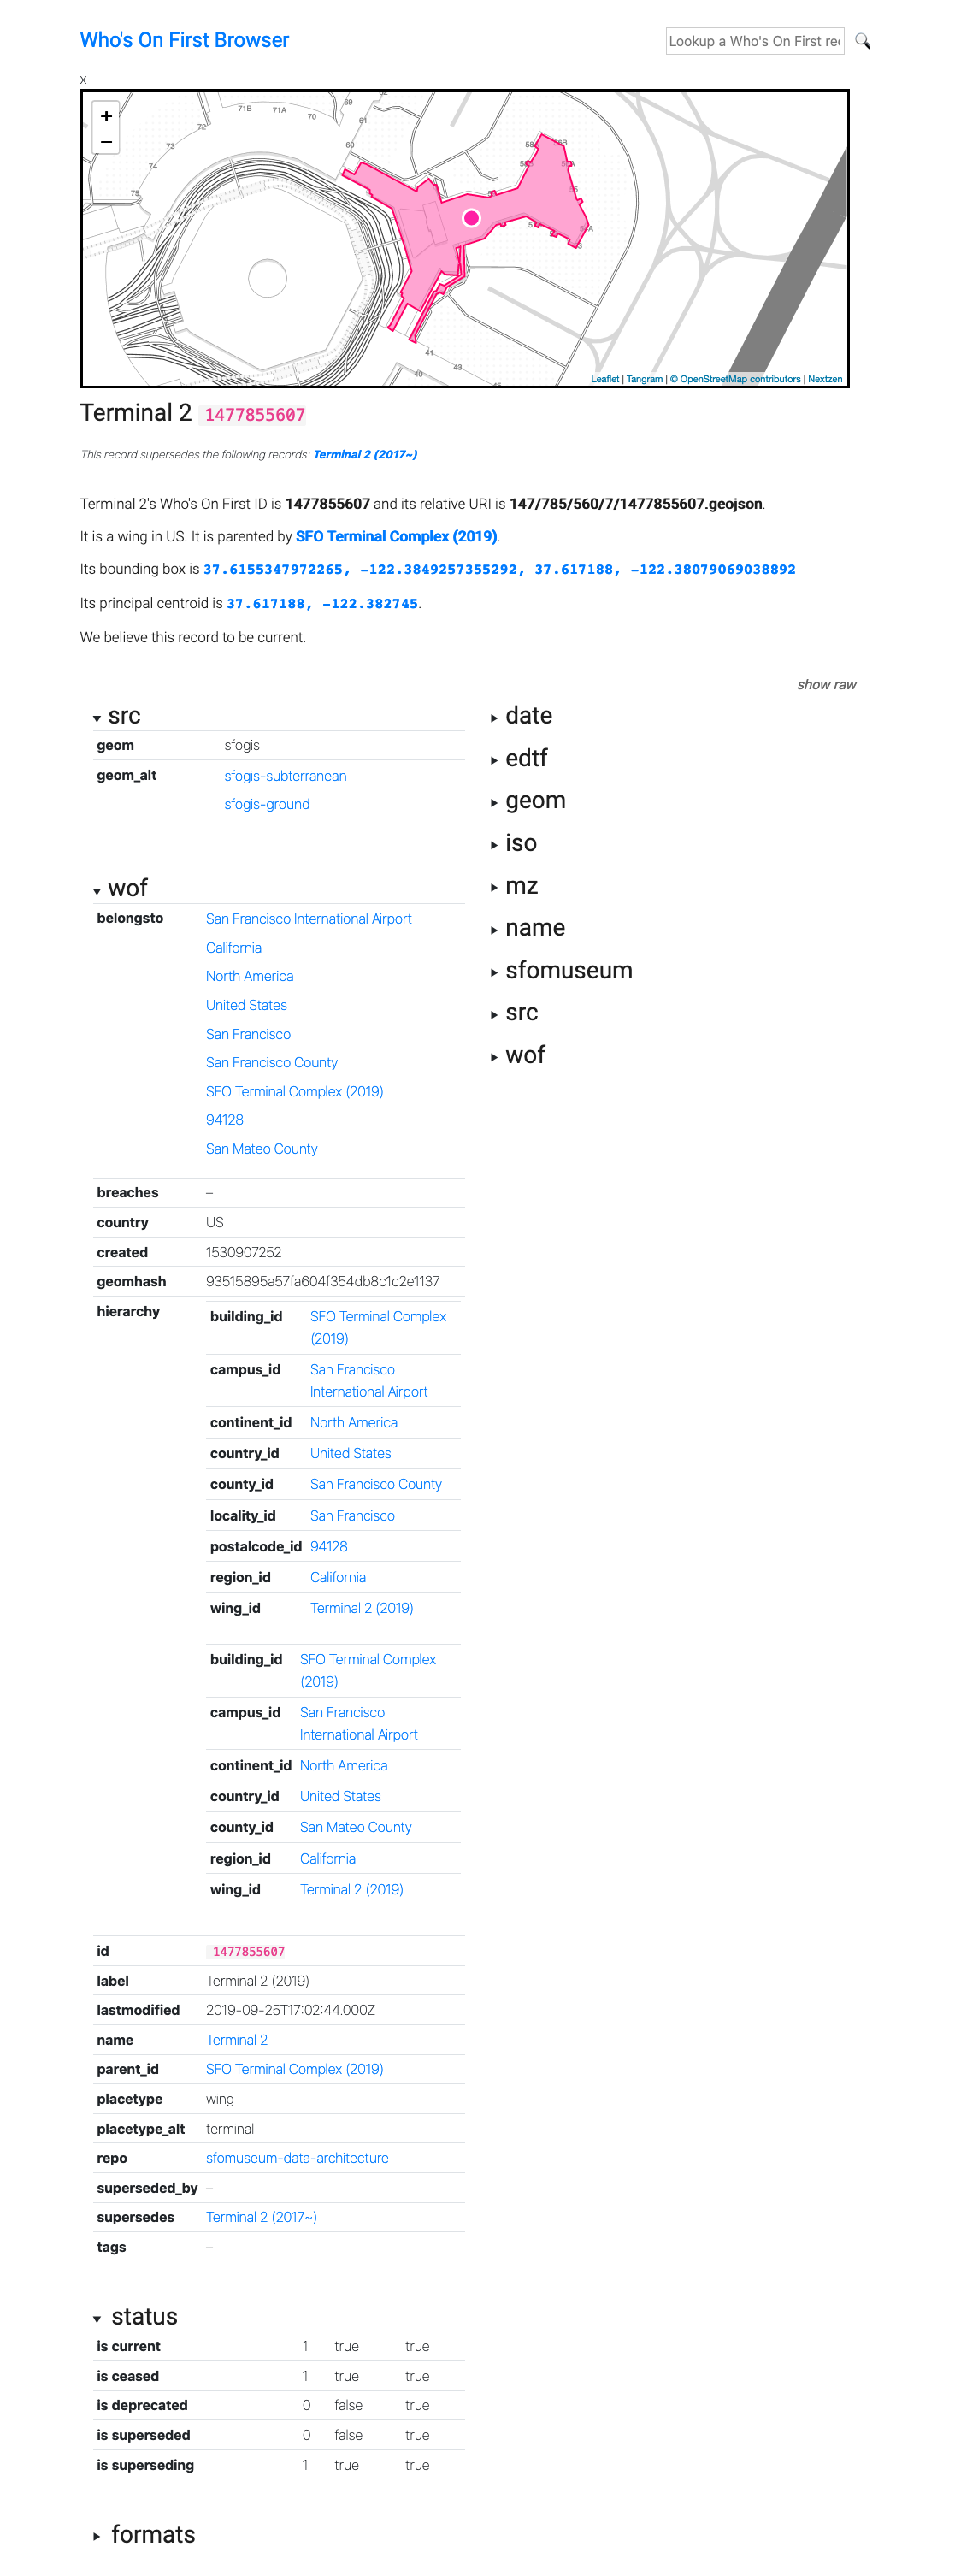 Who's On First Browser
Lookup a Who's On First rec
x
+
−
62
71B
71A
70
69
61
72
60
73
74
75
41
43
40
45
Leaflet | Tangram | © OpenStreetMap contributors | Nextzen
Terminal 2 1477855607
This record supersedes the following records: Terminal 2 (2017~) .
Terminal 2's Who's On First ID is 1477855607 and its relative URI is 147/785/560/7/1477855607.geojson.
It is a wing in US. It is parented by SFO Terminal Complex (2019).
Its bounding box is 37.6155347972265, -122.3849257355292, 37.617188, -122.38079069038892
Its principal centroid is 37.617188, -122.382745.
We believe this record to be current.
show raw
src
geom sfogis
geom_alt sfogis-subterranean
sfogis-ground
wof
belongsto San Francisco International Airport
California
North America
United States
San Francisco
San Francisco County
SFO Terminal Complex (2019)
94128
San Mateo County
breaches –
country US
created 1530907252
geomhash 93515895a57fa604f354db8c1c2e1137
hierarchy
building_id SFO Terminal Complex
(2019)
campus_id San Francisco
International Airport
continent_id North America
country_id United States
county_id San Francisco County
locality_id San Francisco
postalcode_id 94128
region_id California
wing_id Terminal 2 (2019)
building_id SFO Terminal Complex
(2019)
campus_id San Francisco
International Airport
continent_id North America
country_id United States
county_id San Mateo County
region_id California
wing_id Terminal 2 (2019)
id 1477855607
label Terminal 2 (2019)
lastmodified 2019-09-25T17:02:44.000Z
name Terminal 2
parent_id SFO Terminal Complex (2019)
placetype wing
placetype_alt terminal
repo sfomuseum-data-architecture
superseded_by –
supersedes Terminal 2 (2017~)
tags –
status
is current 1 true true
is ceased 1 true true
is deprecated 0 false true
is superseded 0 false true
is superseding 1 true true
formats
date
edtf
geom
iso
mz
name
sfomuseum
src
wof